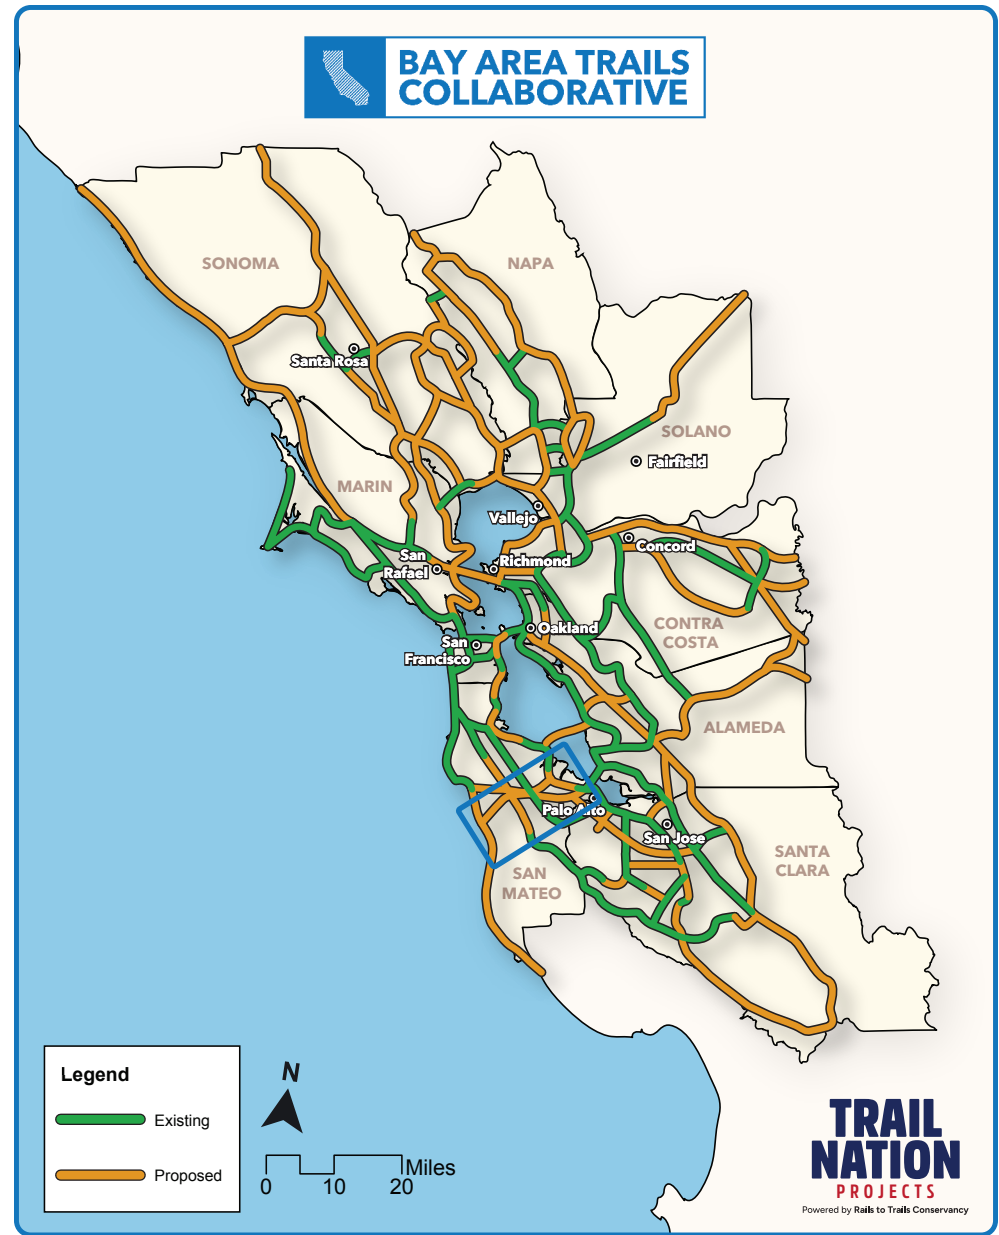 BAY AREA TRAILS
COLLABORATIVE
SONOMA
NAPA
Santa Rosa
SOLANO
Fairfield
MARIN
Vallejo
Concord
San
Rafael
Richmond
CONTRA
COSTA
Oakland
San
Francisco
ALAMEDA
Palo Alto
San Jose
SANTA
CLARA
SAN
MATEO
Legend
Existing
Proposed
N
Miles
0 10 20
TRAIL
NATION
PROJECTS
Powered by Rails to Trails Conservancy